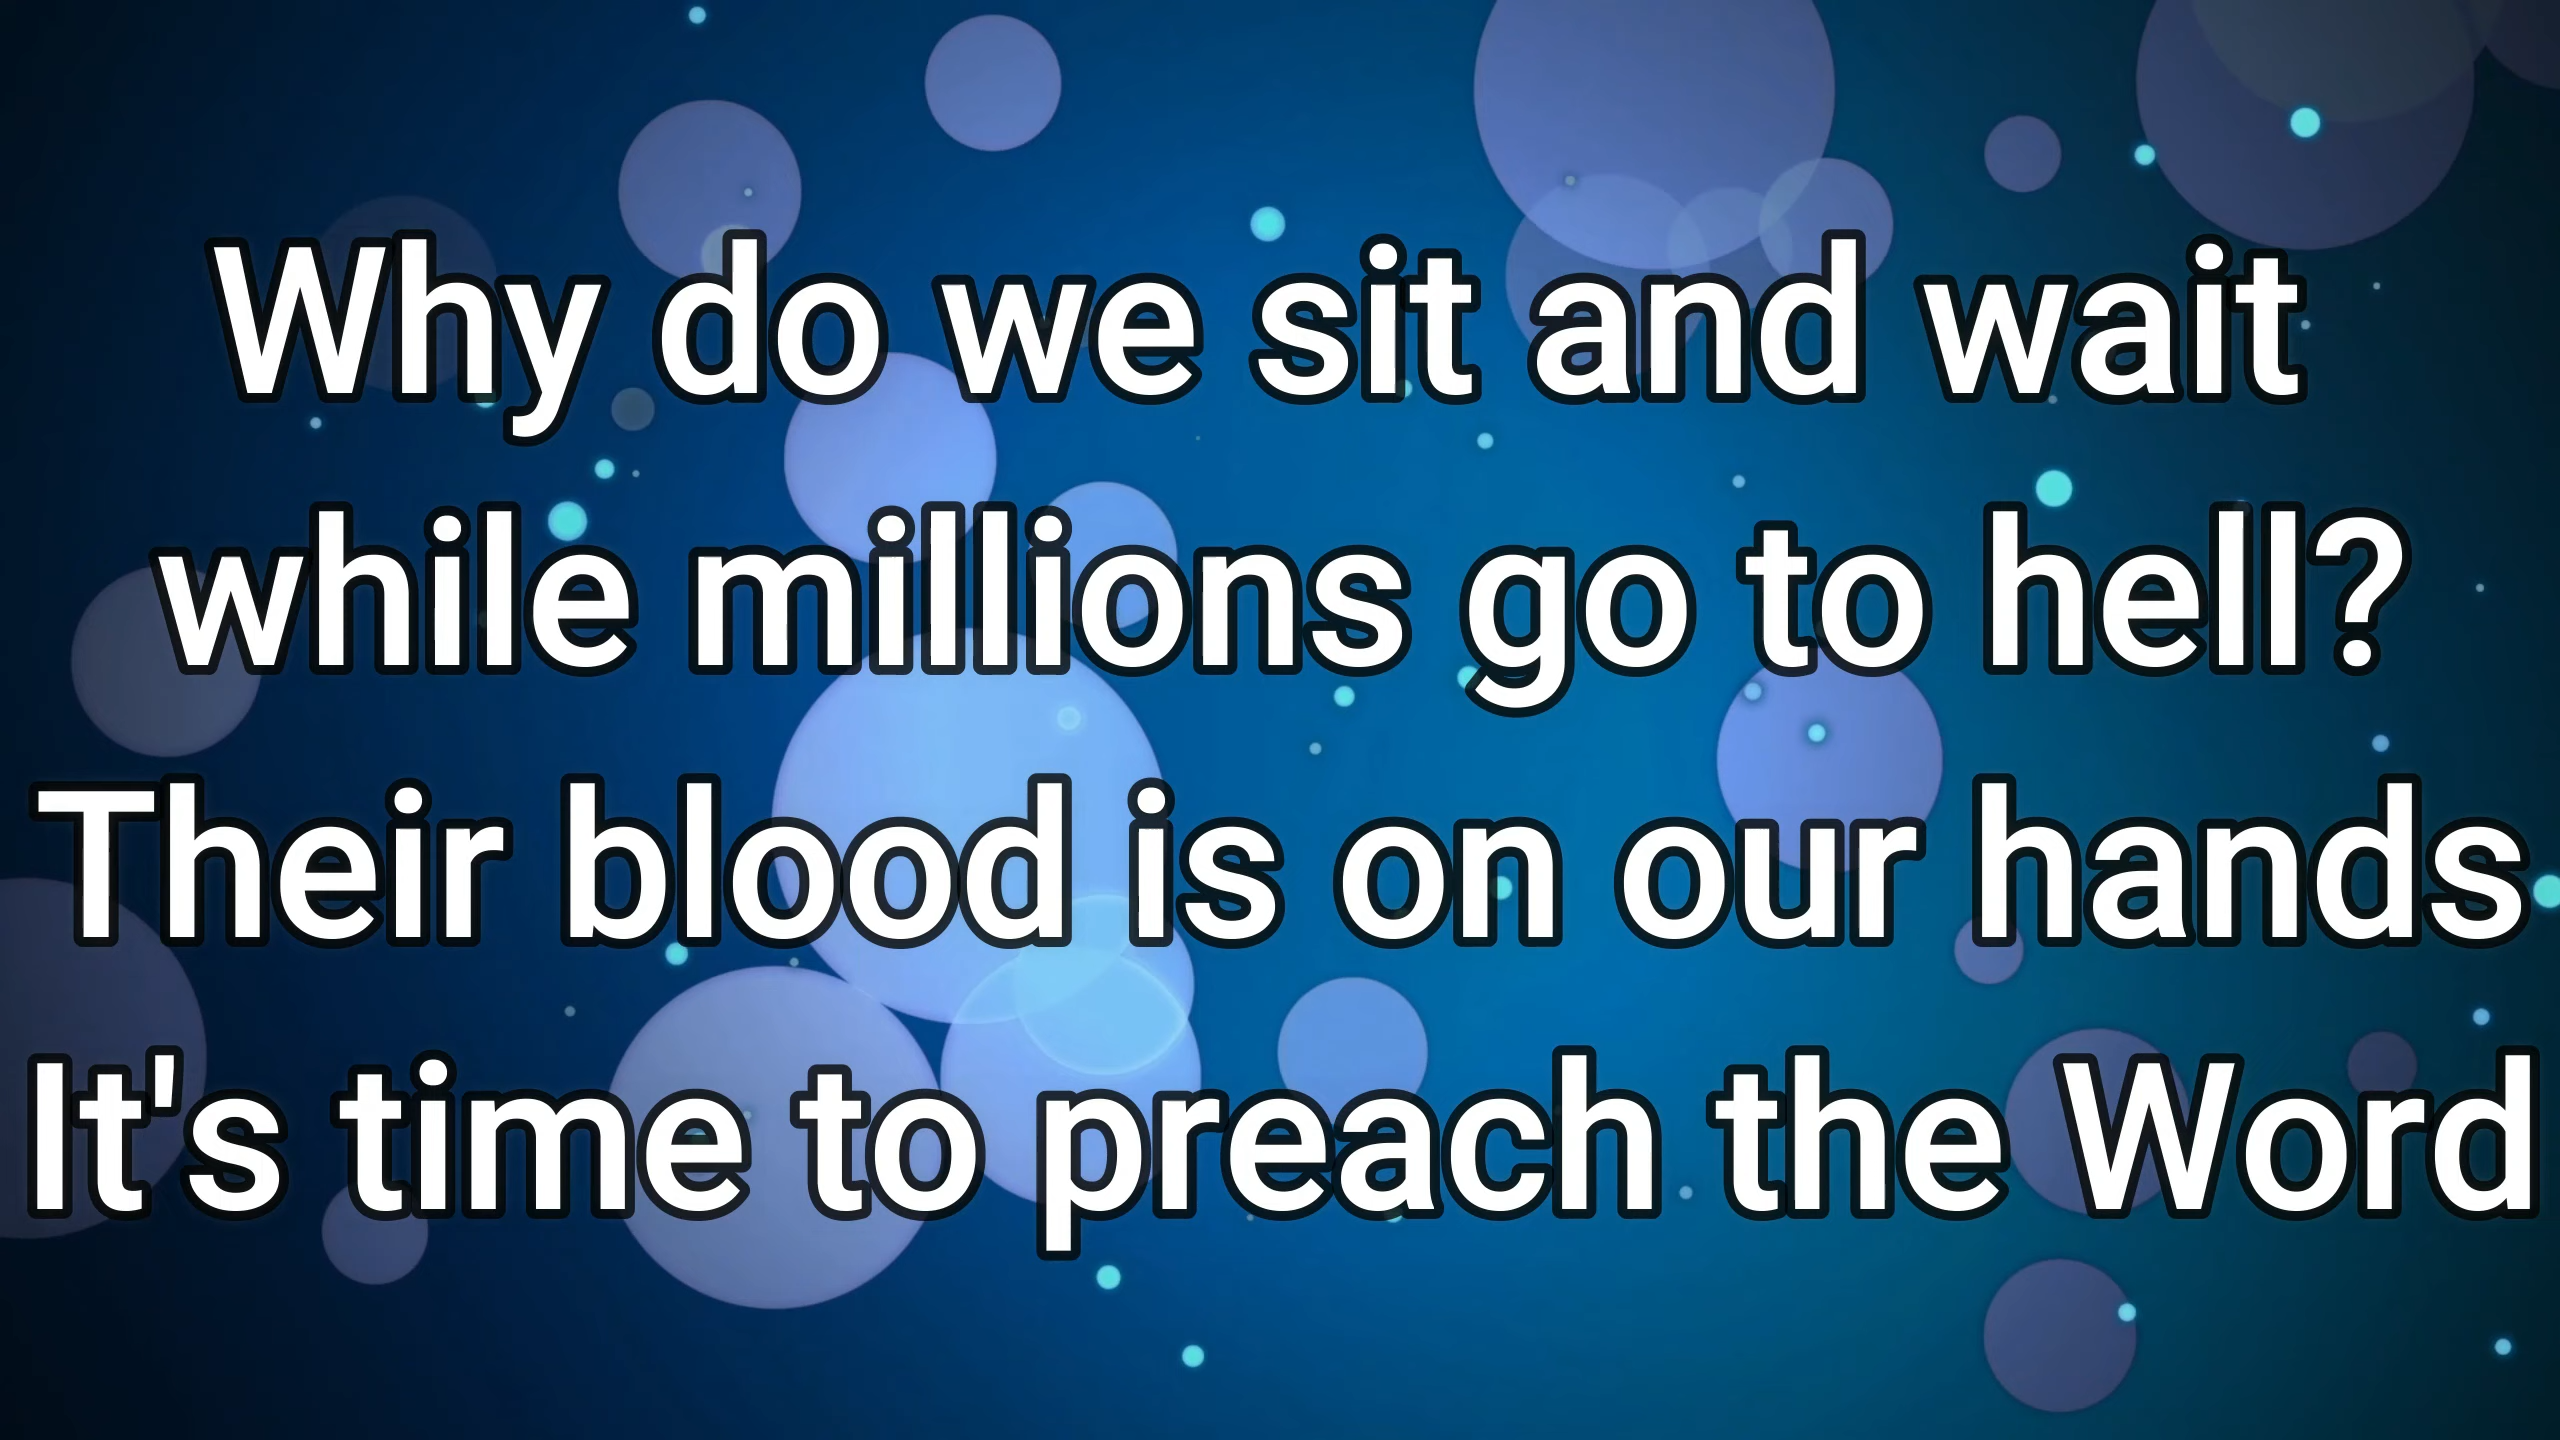 Why do we sit and wait
while millions go to hell?
Their blood is on our hands
It's time to preach the Word